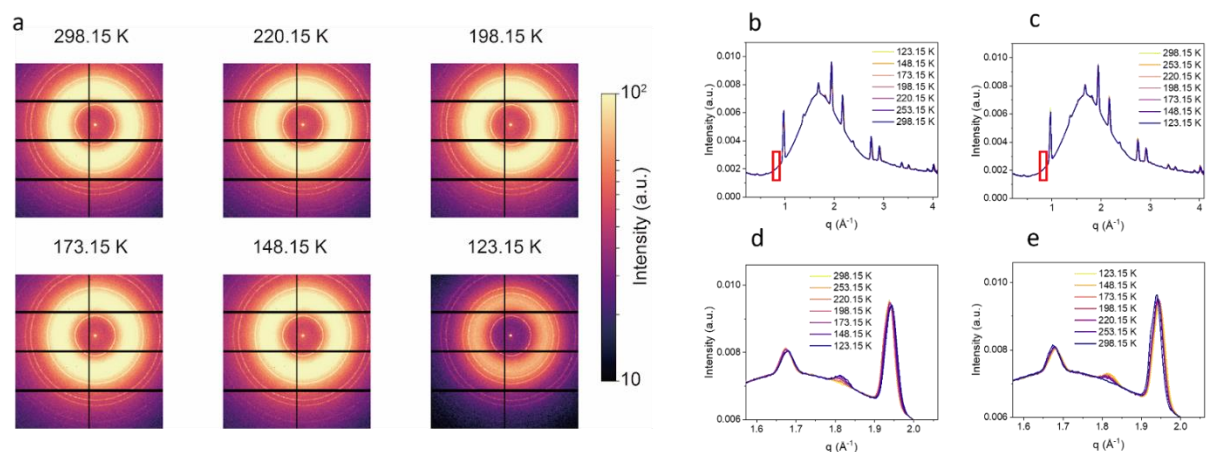 a
298.15 K
220.15 K
198.15 K
173.15 K
148.15 K
123.15 K
10²
Intensity (a.u.)
10
b
0.010
0.008
0.006
0.004
0.002
0.000
Intensity (a.u.)
123.15 K
148.15 K
173.15 K
198.15 K
220.15 K
253.15 K
298.15 K
1
2
3
4
q (Å⁻¹)
c
0.010
0.008
0.006
0.004
0.002
0.000
Intensity (a.u.)
298.15 K
253.15 K
220.15 K
198.15 K
173.15 K
148.15 K
123.15 K
1
2
3
4
q (Å⁻¹)
d
0.010
0.008
0.006
Intensity (a.u.)
298.15 K
253.15 K
220.15 K
198.15 K
173.15 K
148.15 K
123.15 K
1.6
1.7
1.8
1.9
2.0
q (Å⁻¹)
e
0.010
0.008
0.006
Intensity (a.u.)
123.15 K
148.15 K
173.15 K
198.15 K
220.15 K
253.15 K
298.15 K
1.6
1.7
1.8
1.9
2.0
q (Å⁻¹)